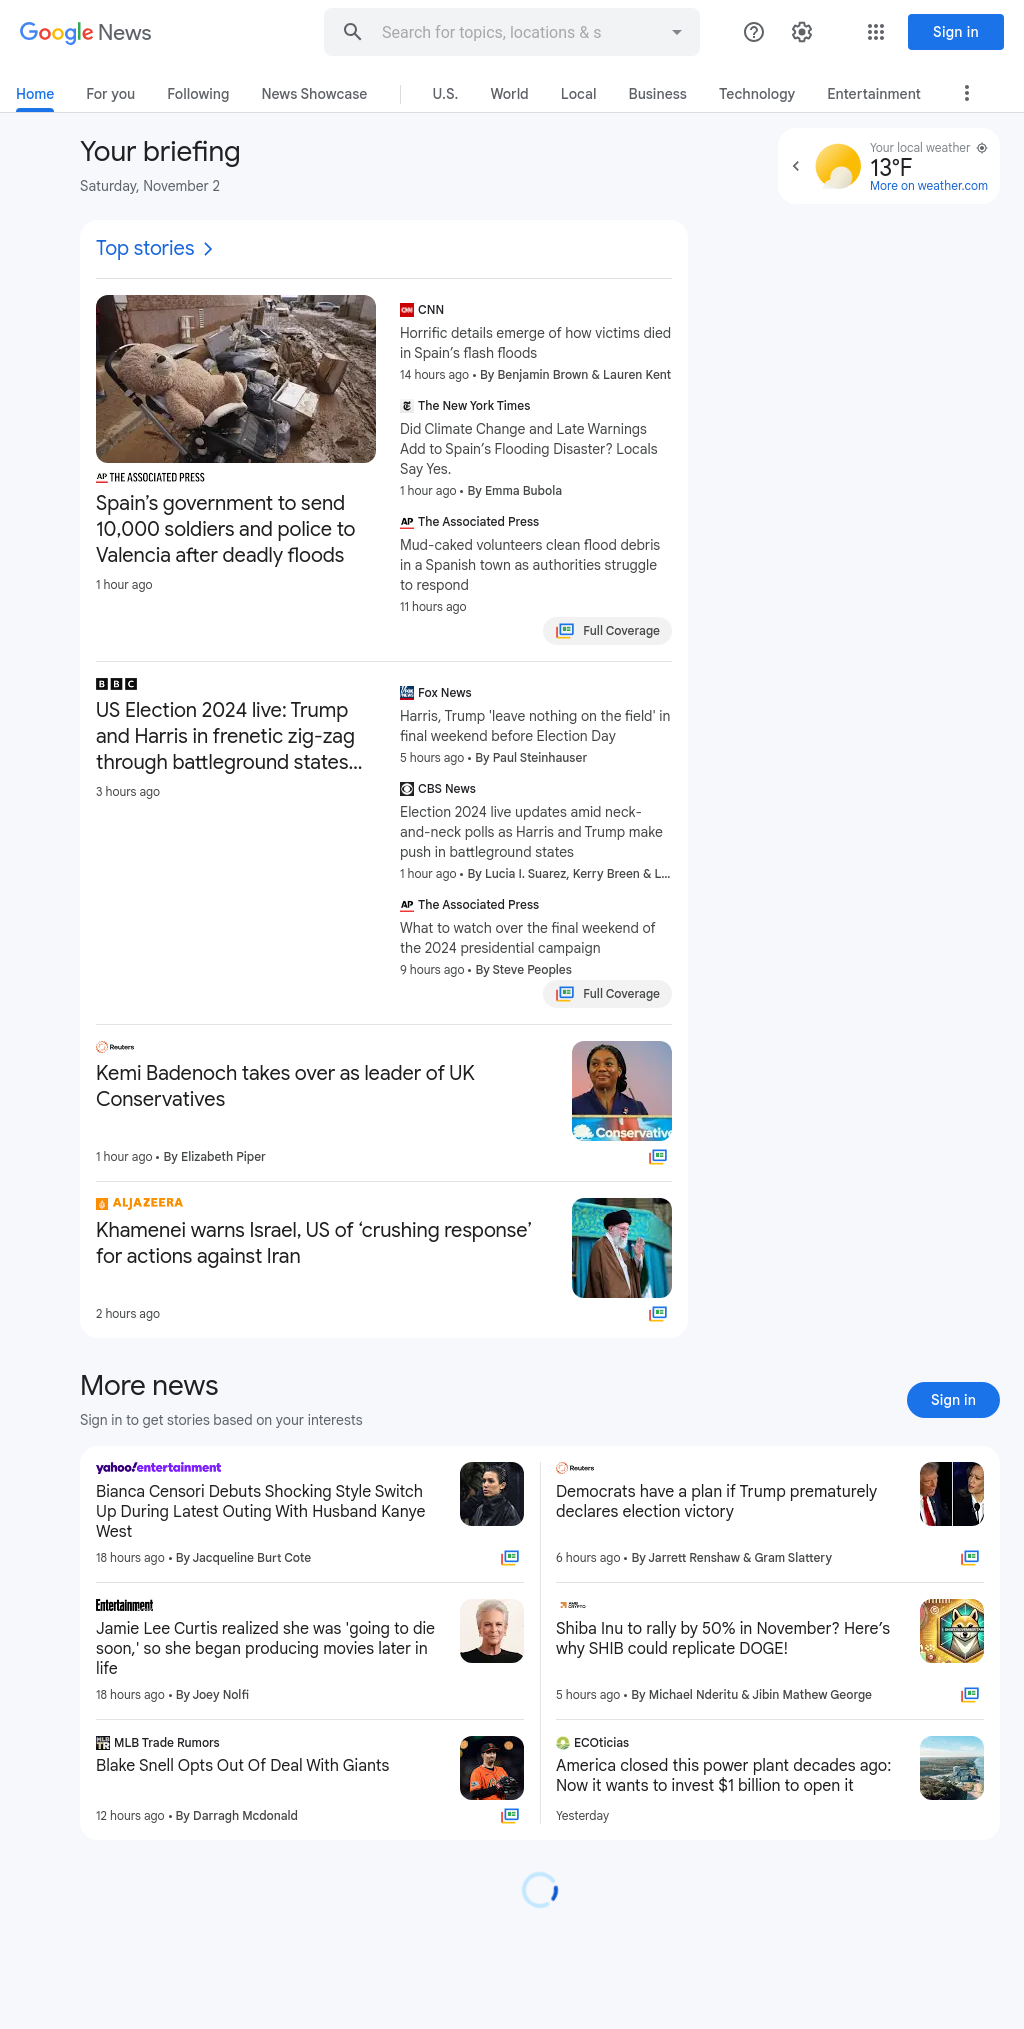 Google News
Search for topics, locations & s
Sign in
Home
For you
Following
News Showcase
U.S.
World
Local
Business
Technology
Entertainment
Your briefing
Saturday, November 2
Your local weather
13°F
More on weather.com
Top stories
AP THE ASSOCIATED PRESS
Spain’s government to send
10,000 soldiers and police to
Valencia after deadly floods
1 hour ago
CNN
Horrific details emerge of how victims died
in Spain’s flash floods
14 hours ago • By Benjamin Brown & Lauren Kent
The New York Times
Did Climate Change and Late Warnings
Add to Spain’s Flooding Disaster? Locals
Say Yes.
1 hour ago • By Emma Bubola
AP The Associated Press
Mud-caked volunteers clean flood debris
in a Spanish town as authorities struggle
to respond
11 hours ago
Full Coverage
BBC
US Election 2024 live: Trump
and Harris in frenetic zig-zag
through battleground states...
3 hours ago
Fox News
Harris, Trump 'leave nothing on the field' in
final weekend before Election Day
5 hours ago • By Paul Steinhauser
CBS News
Election 2024 live updates amid neck-
and-neck polls as Harris and Trump make
push in battleground states
1 hour ago • By Lucia I. Suarez, Kerry Breen & L...
AP The Associated Press
What to watch over the final weekend of
the 2024 presidential campaign
9 hours ago • By Steve Peoples
Full Coverage
Reuters
Kemi Badenoch takes over as leader of UK
Conservatives
1 hour ago • By Elizabeth Piper
Conservative
ALJAZEERA
Khamenei warns Israel, US of ‘crushing response’
for actions against Iran
2 hours ago
More news
Sign in to get stories based on your interests
Sign in
yahoo!entertainment
Bianca Censori Debuts Shocking Style Switch
Up During Latest Outing With Husband Kanye
West
18 hours ago • By Jacqueline Burt Cote
Entertainment
Jamie Lee Curtis realized she was 'going to die
soon,' so she began producing movies later in
life
18 hours ago • By Joey Nolfi
MLB Trade Rumors
Blake Snell Opts Out Of Deal With Giants
12 hours ago • By Darragh Mcdonald
Reuters
Democrats have a plan if Trump prematurely
declares election victory
6 hours ago • By Jarrett Renshaw & Gram Slattery
Shiba Inu to rally by 50% in November? Here’s
why SHIB could replicate DOGE!
5 hours ago • By Michael Nderitu & Jibin Mathew George
ECOticias
America closed this power plant decades ago:
Now it wants to invest $1 billion to open it
Yesterday